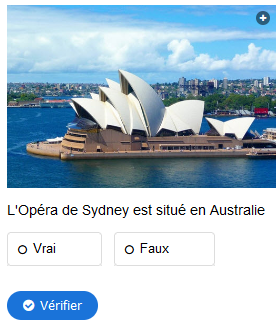 L'Opéra de Sydney est situé en Australie
Vrai
Faux
Vérifier